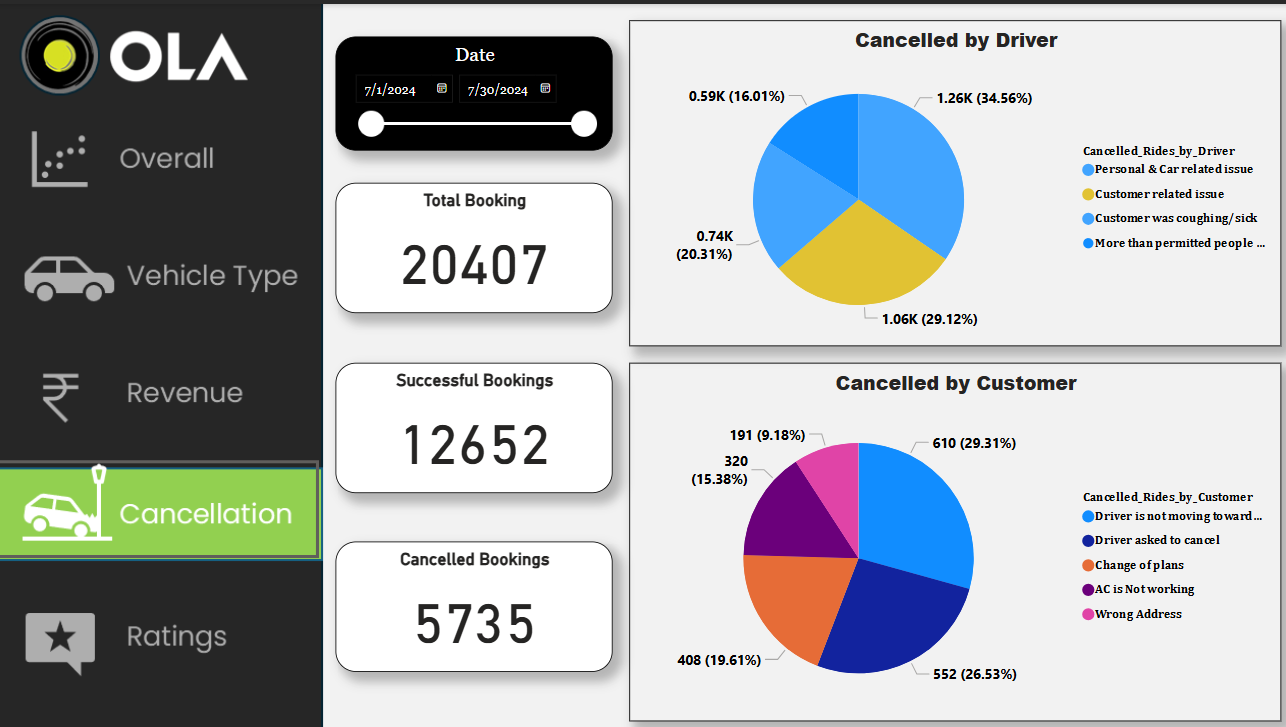 OLA
Overall
Vehicle Type
Revenue
Cancellation
Ratings
Date
7/1/2024
7/30/2024
Total Booking
20407
Successful Bookings
12652
Cancelled Bookings
5735
Cancelled by Driver
0.59K (16.01%)
1.26K (34.56%)
0.74K
(20.31%)
1.06K (29.12%)
Cancelled_Rides_by_Driver
Personal & Car related issue
Customer related issue
Customer was coughing/sick
More than permitted people ...
Cancelled by Customer
191 (9.18%)
610 (29.31%)
320
(15.38%)
408 (19.61%)
552 (26.53%)
Cancelled_Rides_by_Customer
Driver is not moving toward...
Driver asked to cancel
Change of plans
AC is Not working
Wrong Address